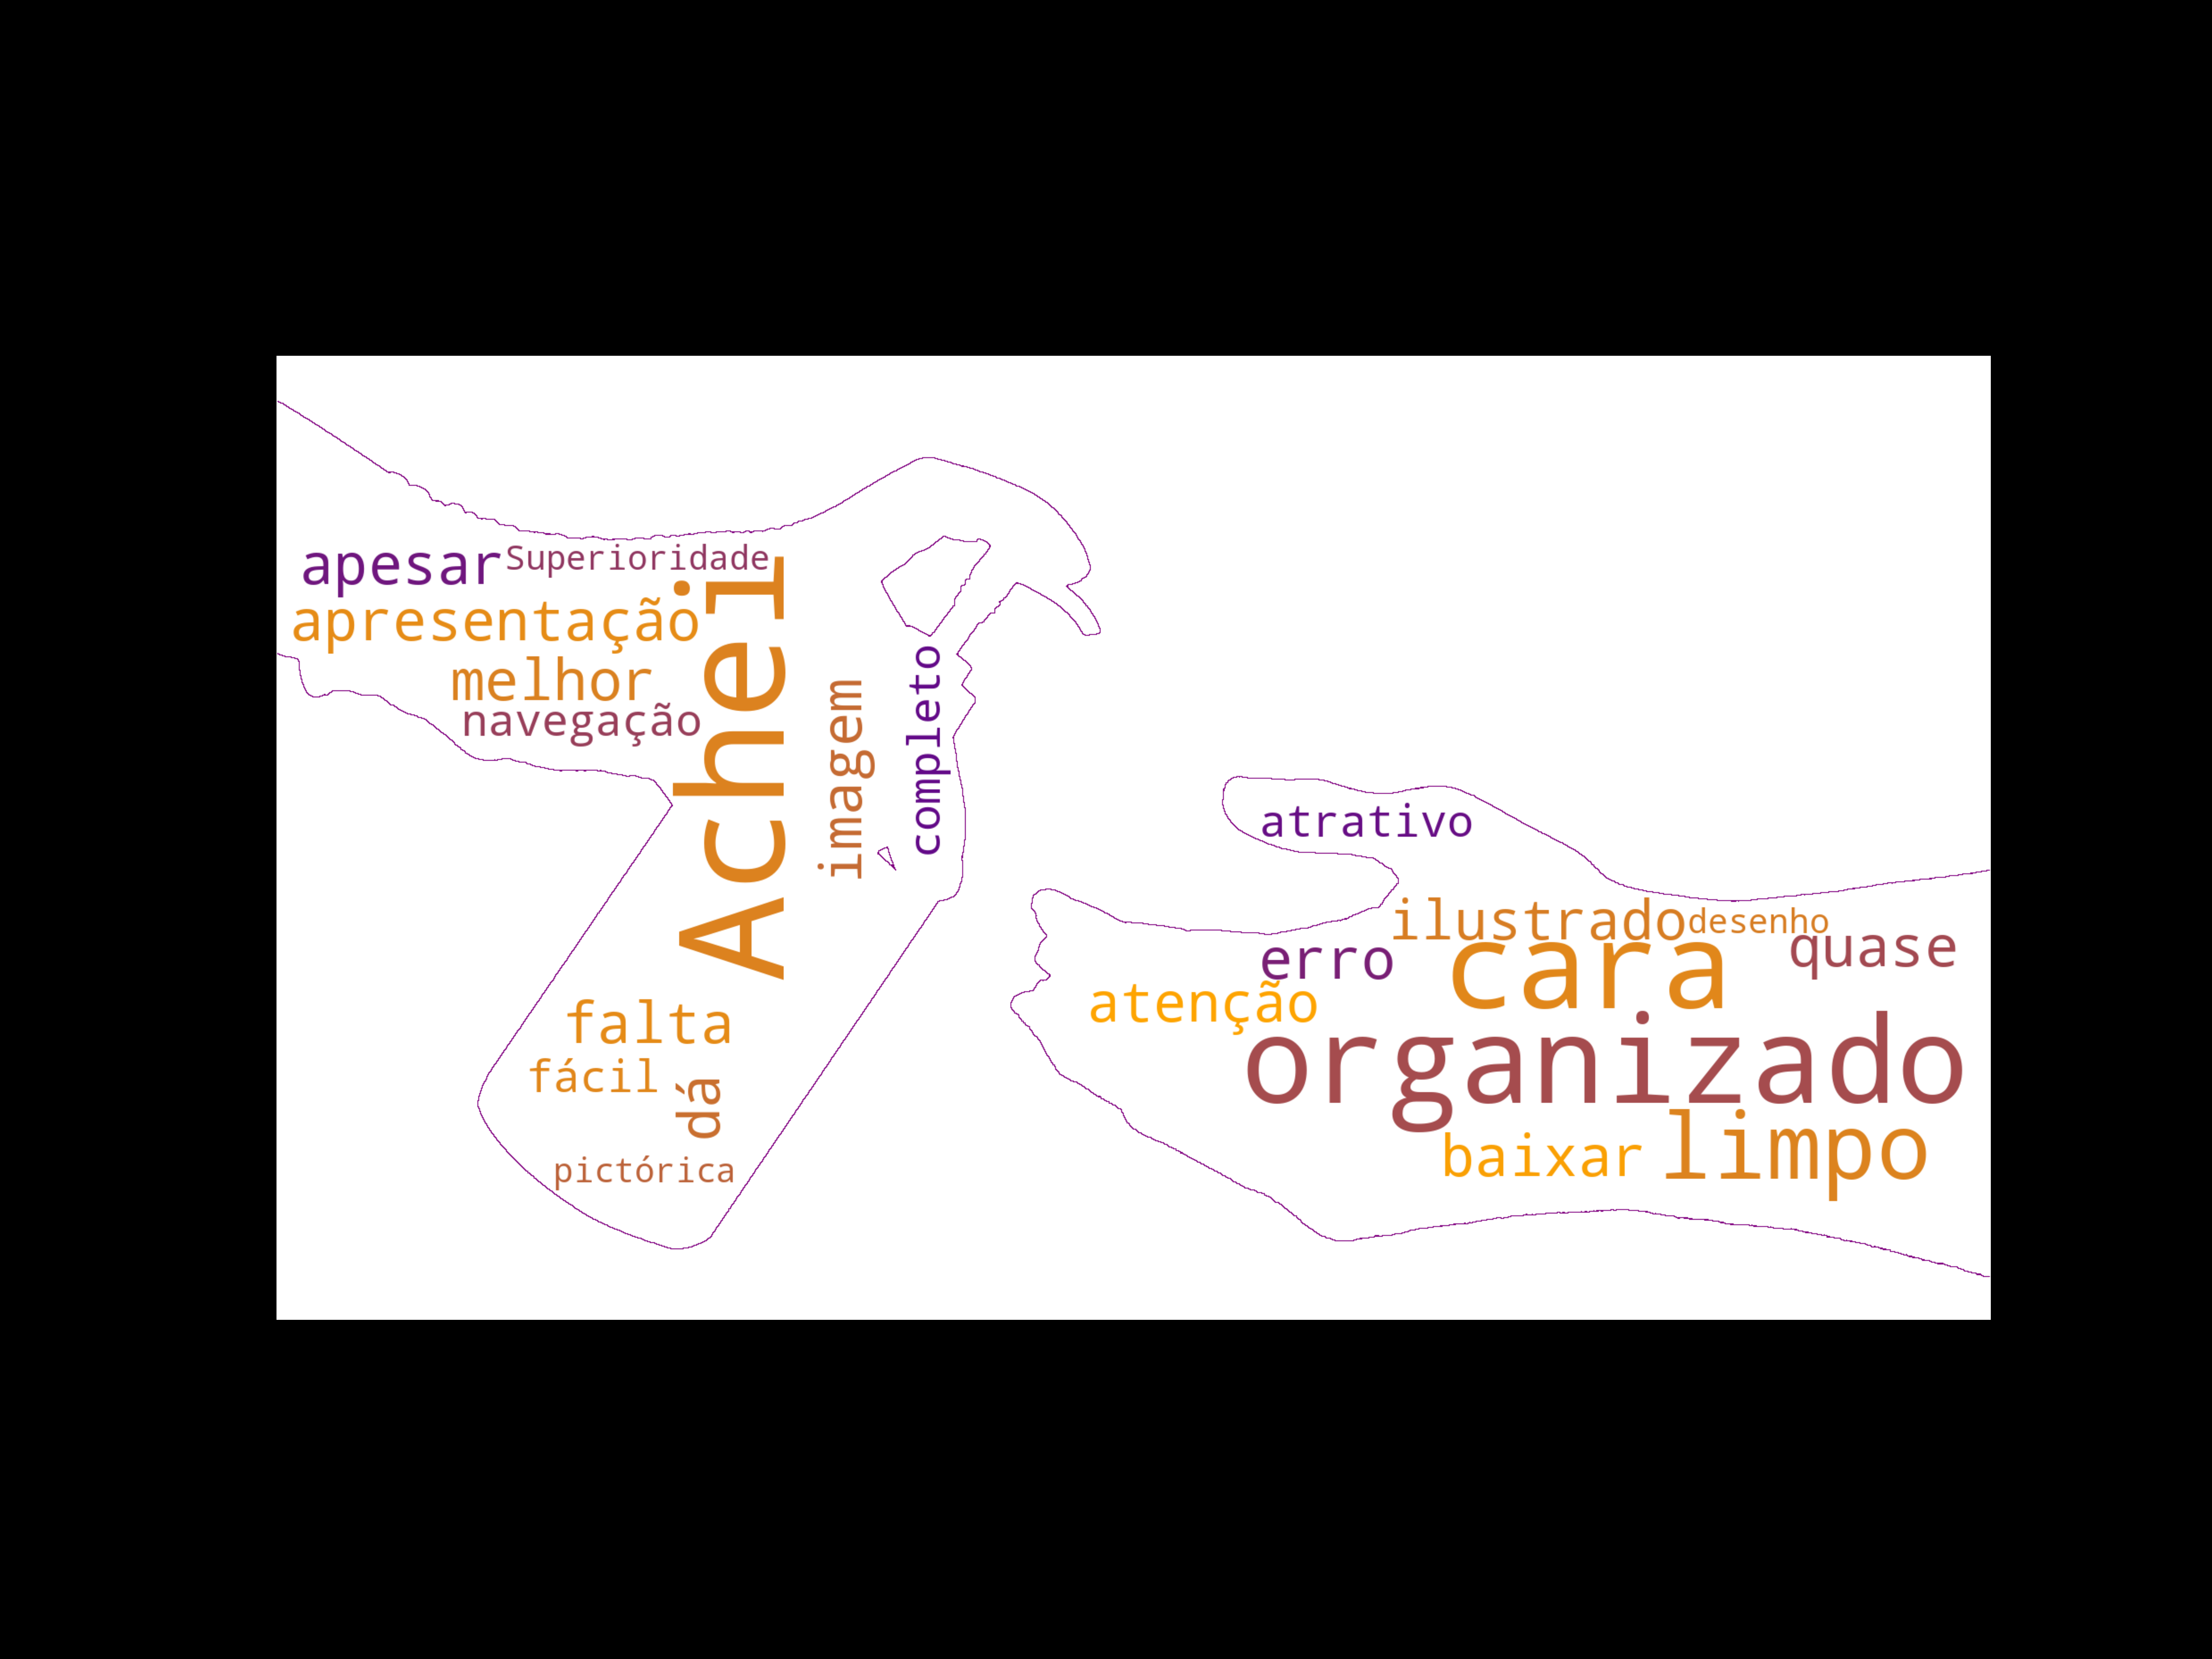 apesar
Superioridade
apresentação
melhor
navegação
Achei
imagem
completo
falta
fácil
dá
pictórica
atrativo
ilustrado
desenho
erro
cara
quase
atenção
organizado
baixar
limpo